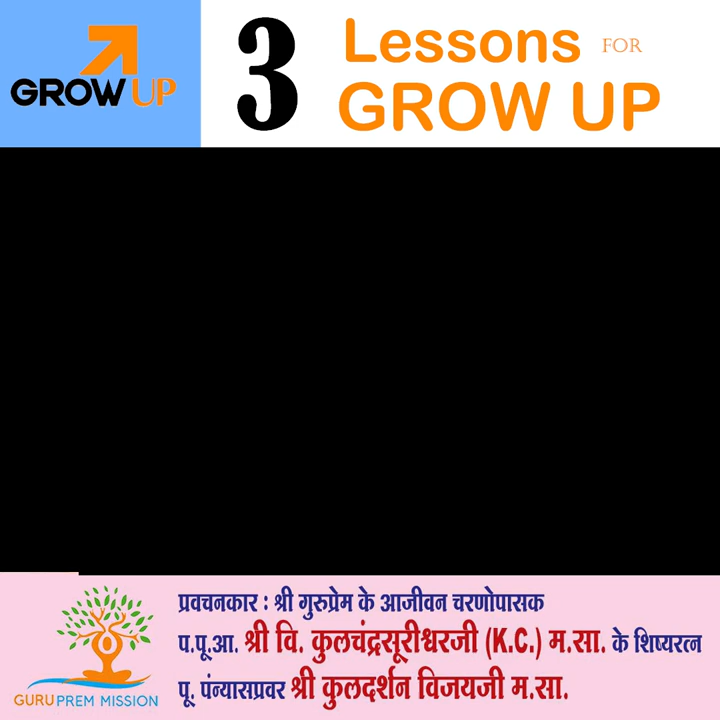 GROW UP
3 Lessons FOR
GROW UP
प्रवचनकार : श्री गुरुप्रेम के आजीवन चरणोपासक
प.पू.आ. श्री वि. कुलचंद्रसूरीश्वरजी (K.C.) म.सा. के शिष्यरत्न
पू. पंन्यासप्रवर श्री कुलदर्शन विजयजी म.सा.
GURU PREM MISSION